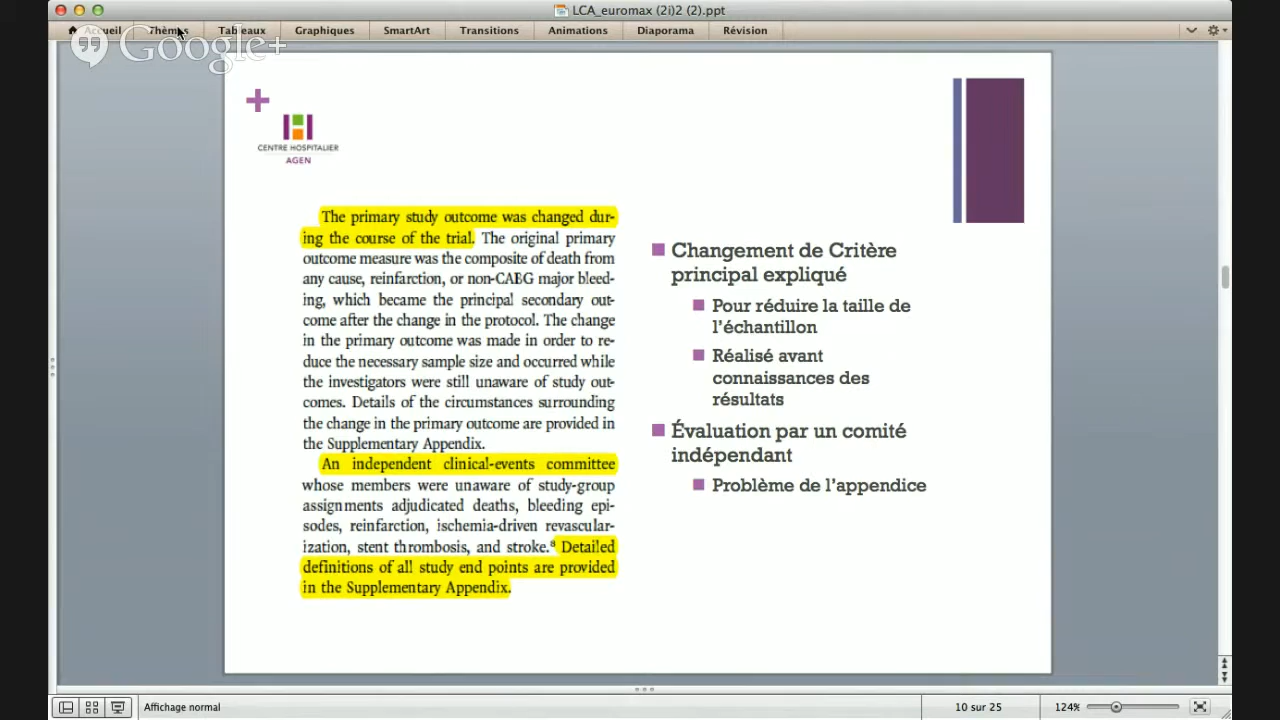 LCA_euromax (2i)2 (2).ppt
Accueil Thèmes Tableaux Graphiques SmartArt Transitions Animations Diaporama Révision
Google+
CENTRE HOSPITALIER
AGEN
The primary study outcome was changed dur-
ing the course of the trial. The original primary
outcome measure was the composite of death from
any cause, reinfarction, or non-CABG major bleed-
ing, which became the principal secondary out-
come after the change in the protocol. The change
in the primary outcome was made in order to re-
duce the necessary sample size and occurred while
the investigators were still unaware of study out-
comes. Details of the circumstances surrounding
the change in the primary outcome are provided in
the Supplementary Appendix.
An independent clinical-events committee
whose members were unaware of study-group
assignments adjudicated deaths, bleeding epi-
sodes, reinfarction, ischemia-driven revascular-
ization, stent thrombosis, and stroke.⁸ Detailed
definitions of all study end points are provided
in the Supplementary Appendix.
Changement de Critère
principal expliqué
Pour réduire la taille de
l'échantillon
Réalisé avant
connaissances des
résultats
Évaluation par un comité
indépendant
Problème de l'appendice
Affichage normal
10 sur 25
124%